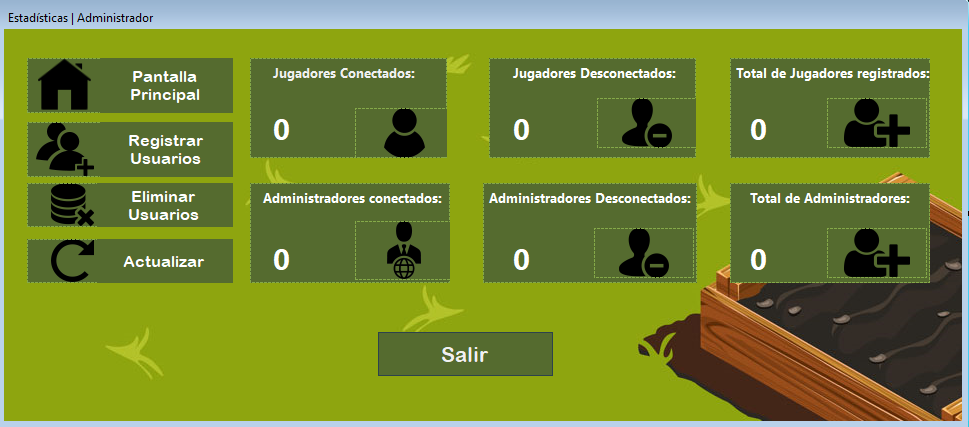 Estadísticas | Administrador
Pantalla
Principal
Registrar
Usuarios
Eliminar
Usuarios
Actualizar
Jugadores Conectados:
0
Jugadores Desconectados:
0
Total de Jugadores registrados:
0
Administradores conectados:
0
Administradores Desconectados:
0
Total de Administradores:
0
Salir